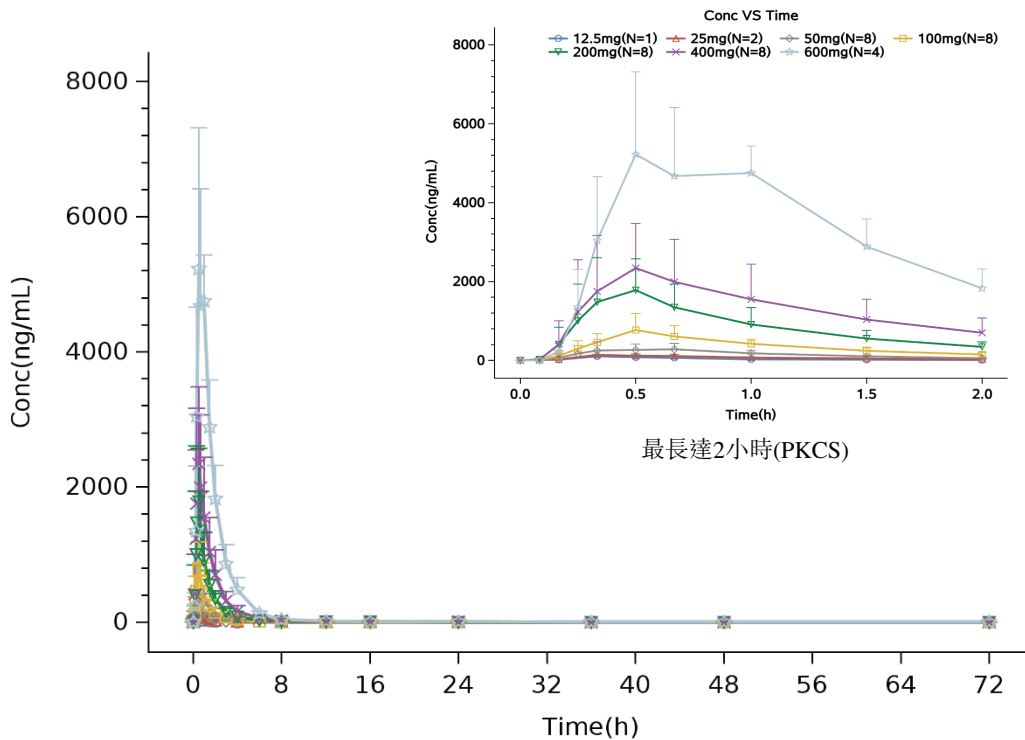 Conc VS Time
12.5mg(N=1) 25mg(N=2) 50mg(N=8) 100mg(N=8)
200mg(N=8) 400mg(N=8) 600mg(N=4)
8000
6000
4000
2000
0
Conc(ng/mL)
0.0 0.5 1.0 1.5 2.0
Time(h)
最長達2小時(PKCS)
8000
6000
4000
2000
0
Conc(ng/mL)
0 8 16 24 32 40 48 56 64 72
Time(h)